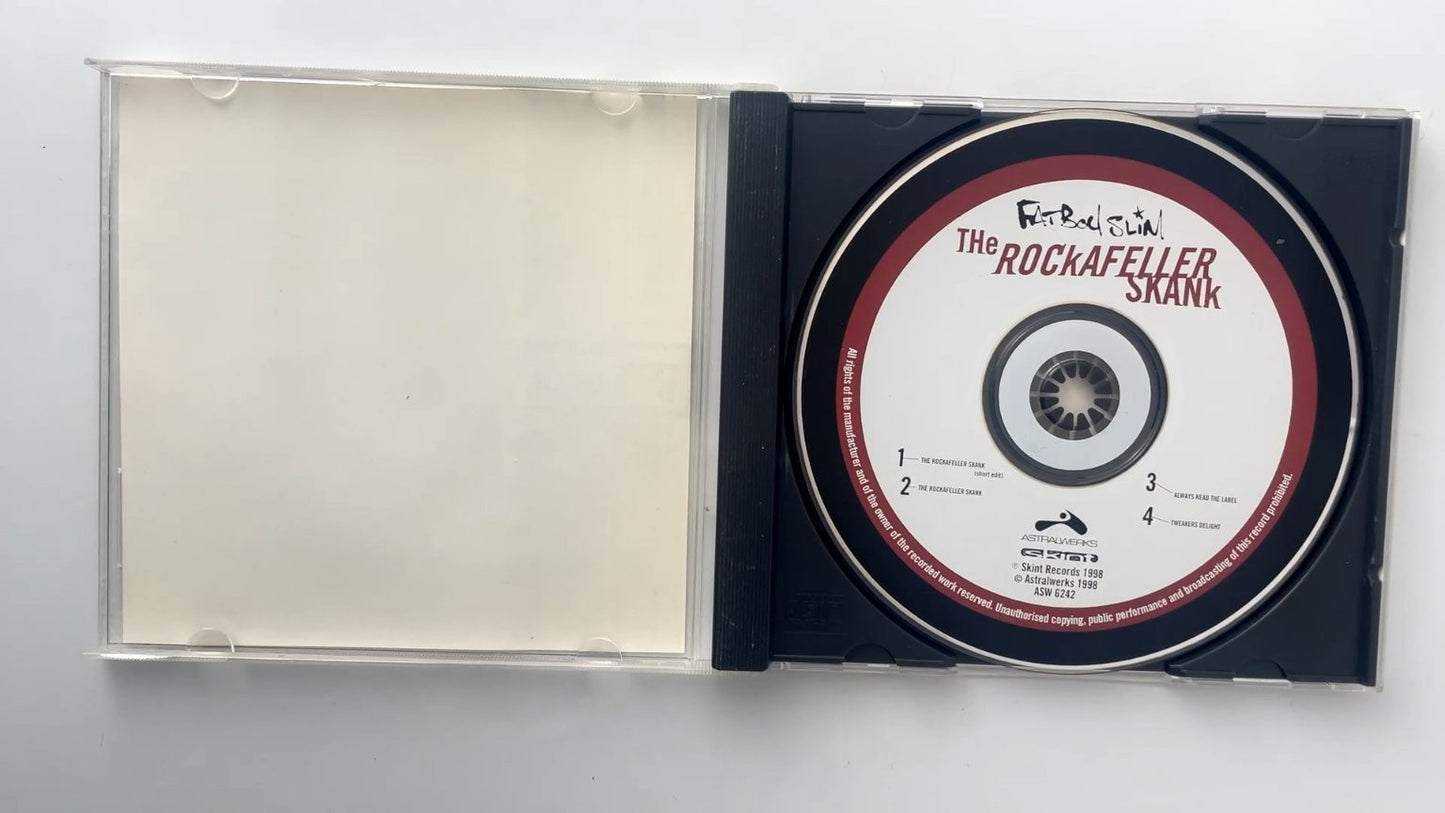 FATBOY SLIM
THe ROCKAFELLER
SKANK
1 THE ROCKAFELLER SKANK
(short edit)
2 THE ROCKAFELLER SKANK
3 ALWAYS READ THE LABEL
4 TWEAKERS DELIGHT
ASTRALWERKS
SKINT
℗ Skint Records 1998
© Astralwerks 1998
ASW 6242
All rights of the manufacturer and of the owner of the recorded work reserved. Unauthorised copying, public performance and broadcasting of this record prohibited.